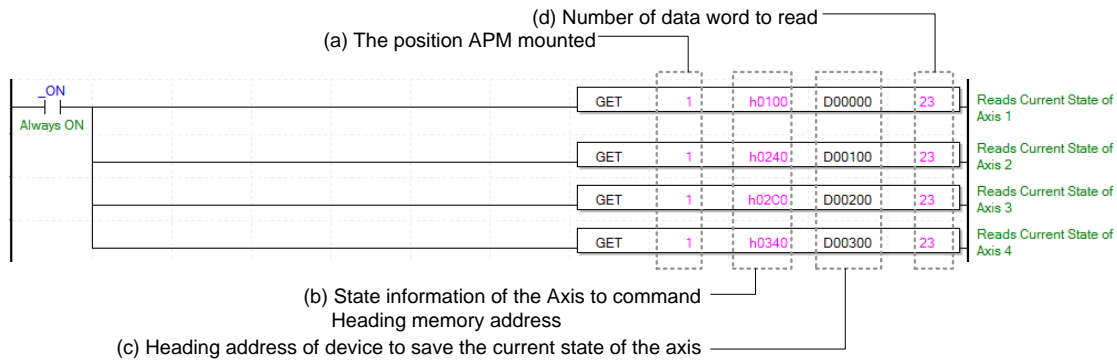 (d) Number of data word to read
(a) The position APM mounted
_ON
Always ON
GET 1 h0100 D00000 23
Reads Current State of
Axis 1
GET 1 h0240 D00100 23
Reads Current State of
Axis 2
GET 1 h02C0 D00200 23
Reads Current State of
Axis 3
GET 1 h0340 D00300 23
Reads Current State of
Axis 4
(b) State information of the Axis to command
Heading memory address
(c) Heading address of device to save the current state of the axis